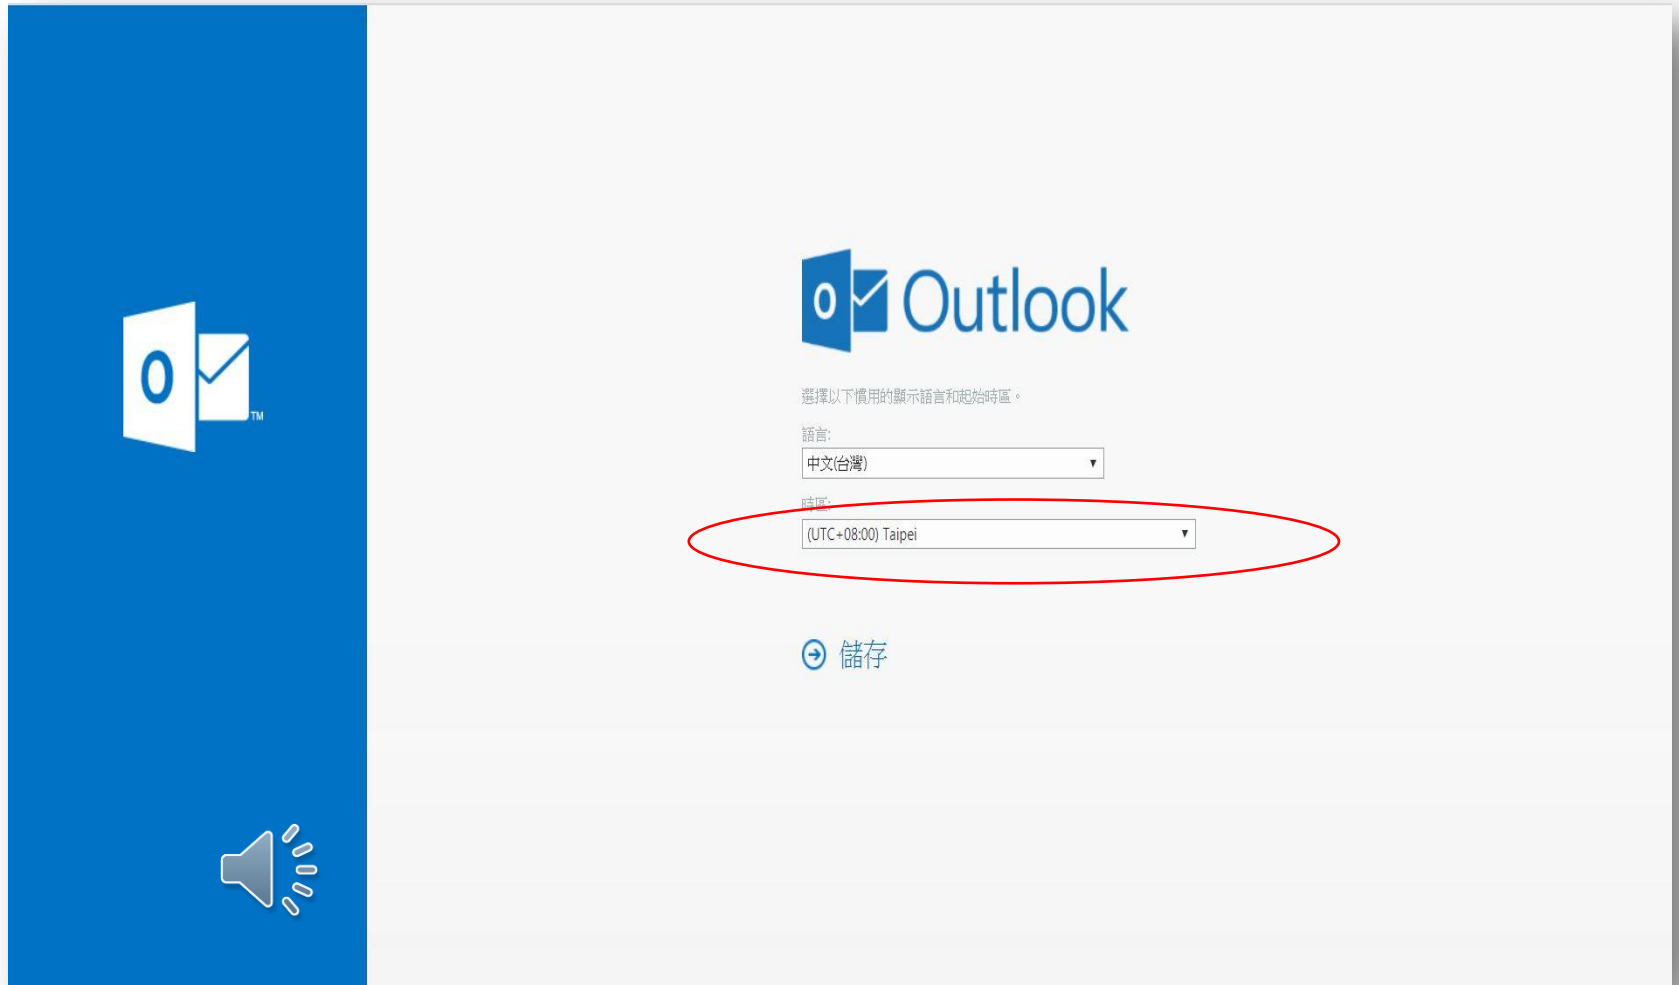 O
TM
O Outlook
選擇以下慣用的顯示語言和起始時區。
語言:
中文(台灣)
時區:
(UTC+08:00) Taipei
儲存